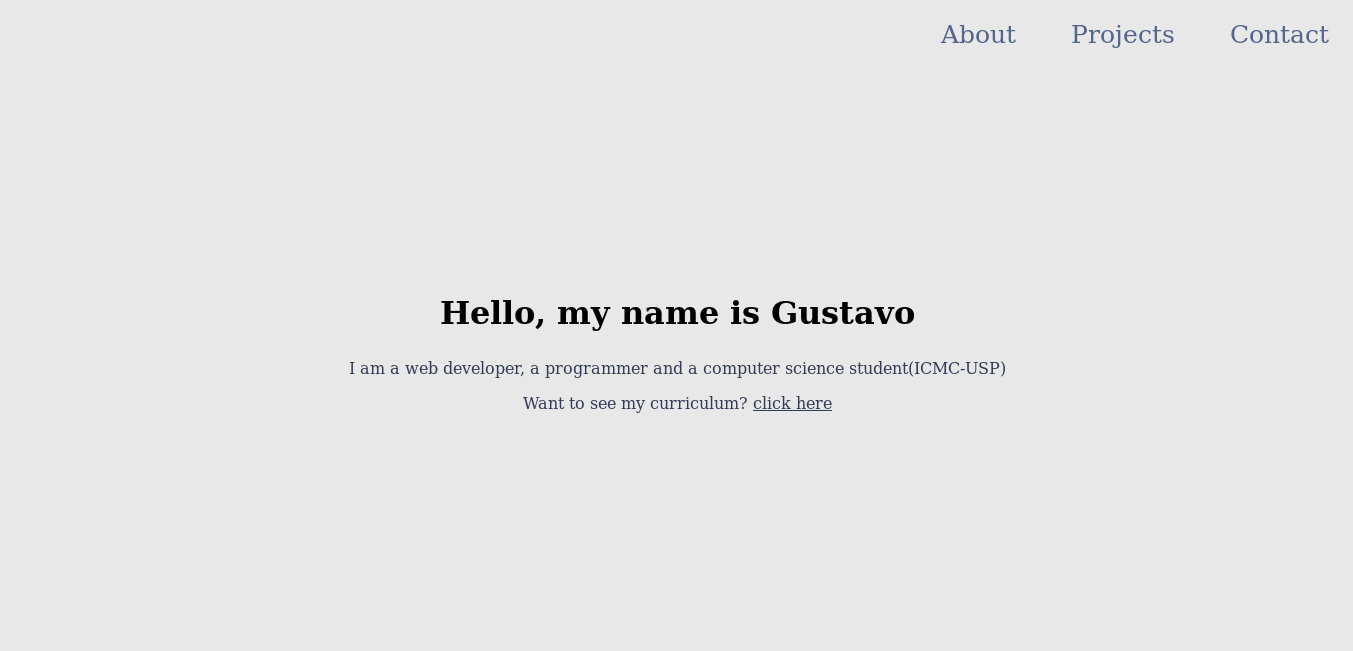 About Projects Contact
Hello, my name is Gustavo
I am a web developer, a programmer and a computer science student(ICMC-USP)
Want to see my curriculum? click here